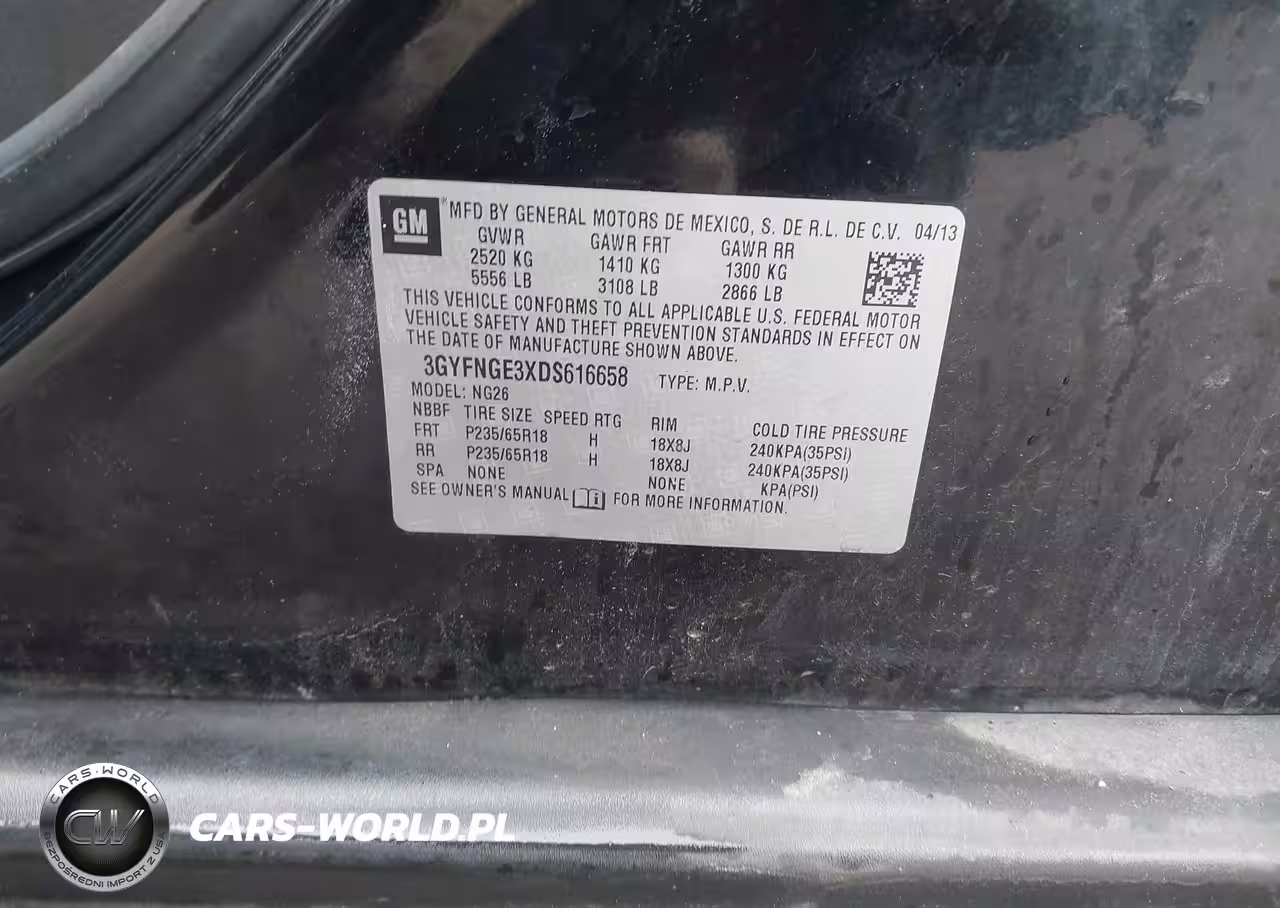 GM
MFD BY GENERAL MOTORS DE MEXICO, S. DE R.L. DE C.V. 04/13
GVWR GAWR FRT GAWR RR
2520 KG 1410 KG 1300 KG
5556 LB 3108 LB 2866 LB
THIS VEHICLE CONFORMS TO ALL APPLICABLE U.S. FEDERAL MOTOR
VEHICLE SAFETY AND THEFT PREVENTION STANDARDS IN EFFECT ON
THE DATE OF MANUFACTURE SHOWN ABOVE.
3GYFNGE3XDS616658 TYPE: M.P.V.
MODEL: NG26
NBBF TIRE SIZE SPEED RTG RIM COLD TIRE PRESSURE
FRT P235/65R18 H 18X8J 240KPA(35PSI)
RR P235/65R18 H 18X8J 240KPA(35PSI)
SPA NONE NONE KPA(PSI)
SEE OWNER'S MANUAL FOR MORE INFORMATION.
CARS-WORLD
CW
BEZPOŚREDNI IMPORT Z USA
CARS-WORLD.PL